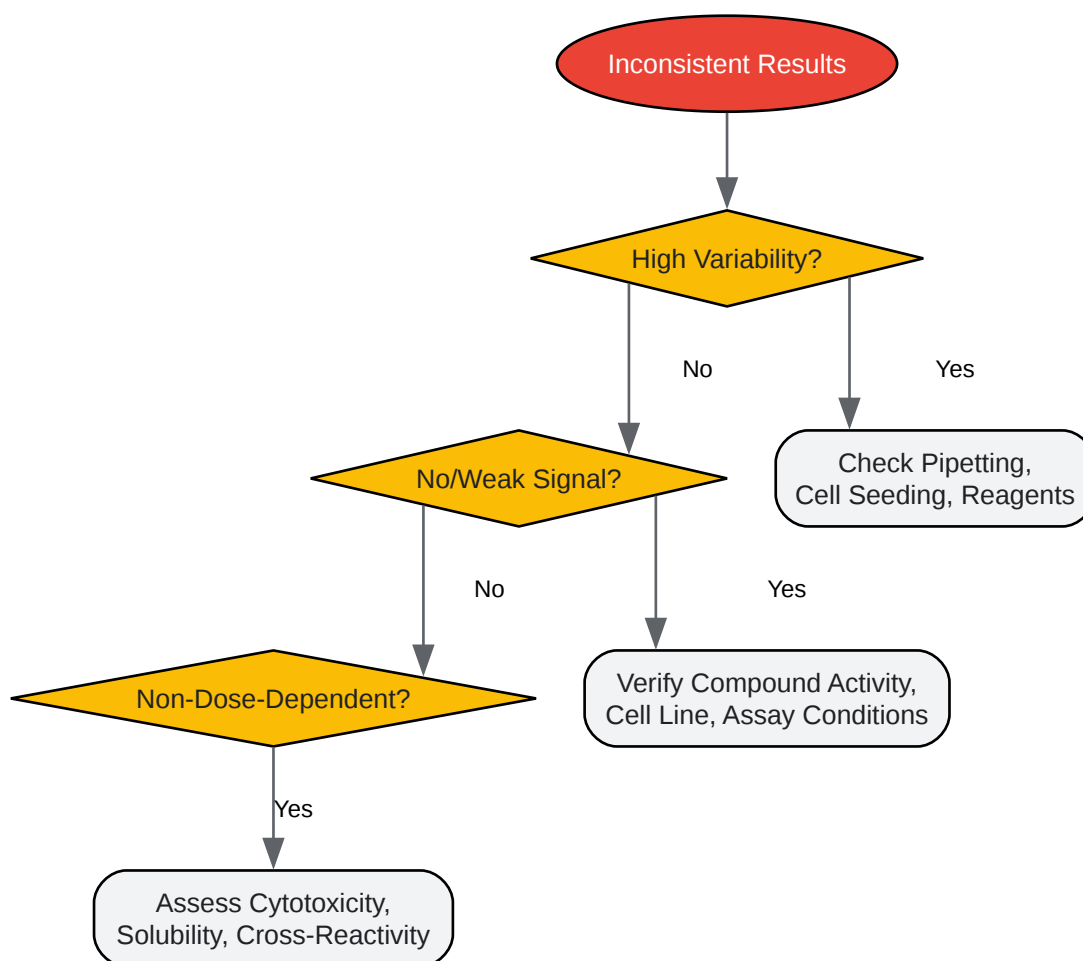 Inconsistent Results
High Variability?
No
Yes
Check Pipetting,
Cell Seeding, Reagents
No/Weak Signal?
No
Yes
Verify Compound Activity,
Cell Line, Assay Conditions
Non-Dose-Dependent?
Yes
Assess Cytotoxicity,
Solubility, Cross-Reactivity